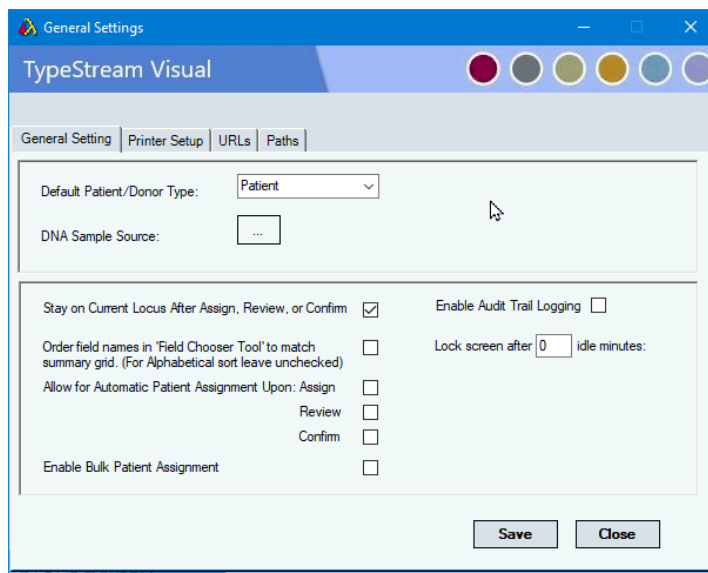 General Settings
TypeStream Visual
General Setting Printer Setup URLs Paths
Default Patient/Donor Type: Patient
DNA Sample Source: ...
Stay on Current Locus After Assign, Review, or Confirm Enable Audit Trail Logging
Order field names in 'Field Chooser Tool' to match Lock screen after 0 idle minutes:
summary grid. (For Alphabetical sort leave unchecked)
Allow for Automatic Patient Assignment Upon: Assign
Review
Confirm
Enable Bulk Patient Assignment
Save Close